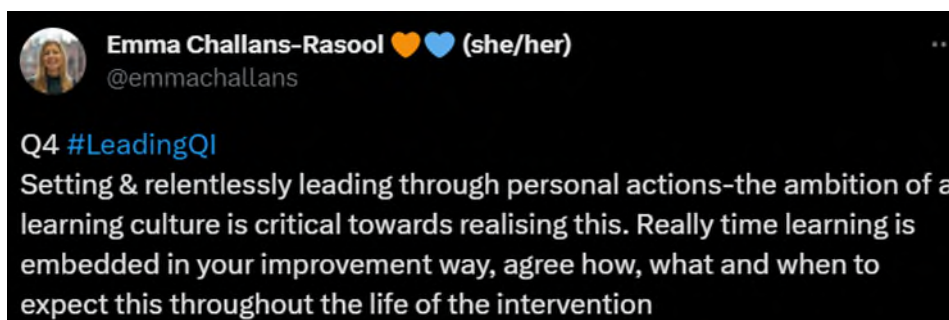 Emma Challans-Rasool 🧡💙 (she/her)
@emmachallans
Q4 #LeadingQI
Setting & relentlessly leading through personal actions-the ambition of a
learning culture is critical towards realising this. Really time learning is
embedded in your improvement way, agree how, what and when to
expect this throughout the life of the intervention